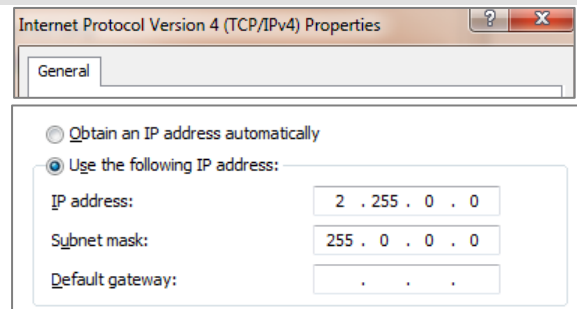 Internet Protocol Version 4 (TCP/IPv4) Properties
? X
General
Obtain an IP address automatically
Use the following IP address:
IP address: 2 . 255 . 0 . 0
Subnet mask: 255 . 0 . 0 . 0
Default gateway: . . .